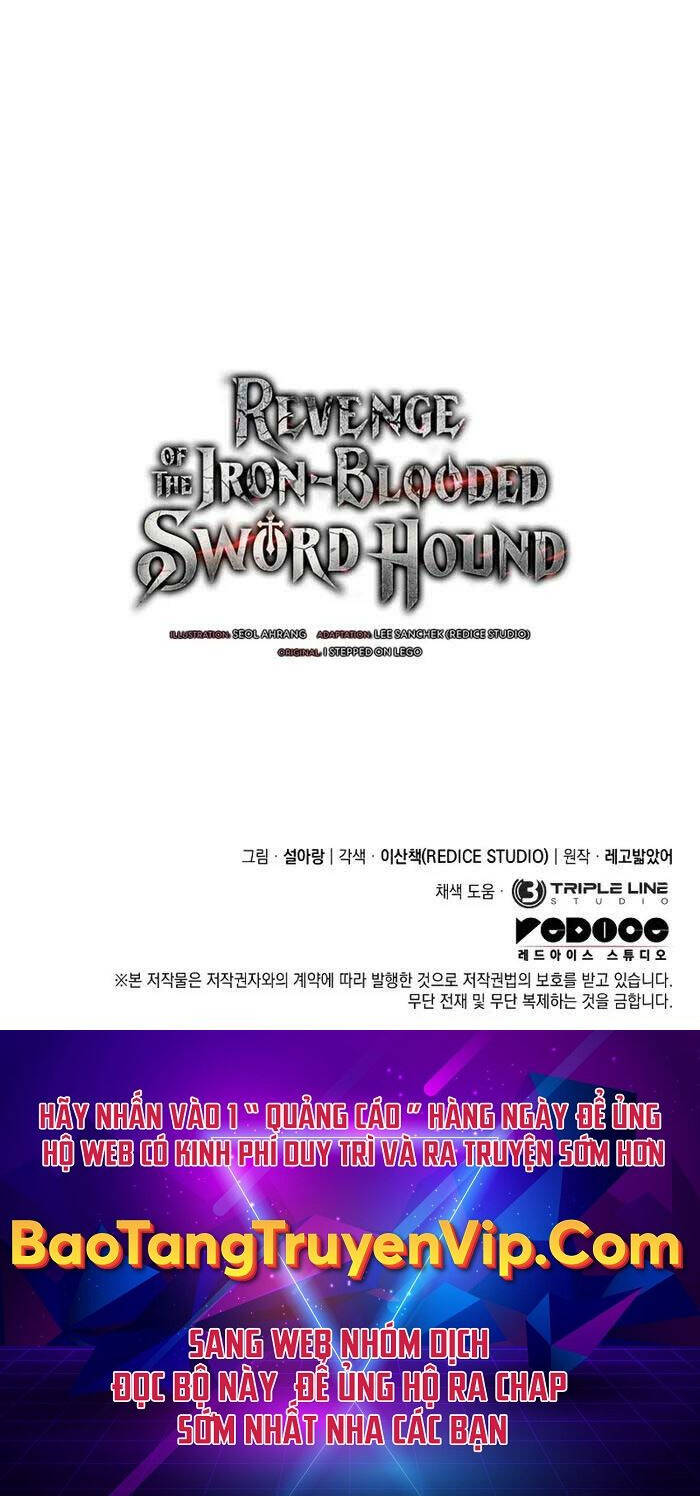 REVENGE
OF THE IRON-BLOODED
SWORD HOUND
ILLUSTRATION: SEOL AHRANG ADAPTATION: LEE SANCHEK (REDICE STUDIO)
ORIGINAL: I STEPPED ON LEGO
그림 · 설아랑 | 각색 · 이산책(REDICE STUDIO) | 원작 · 레고밟았어
채색 도움 · TRIPLE LINE
STUDIO
REDICE
레드아이스 스튜디오
※본 저작물은 저작권자와의 계약에 따라 발행한 것으로 저작권법의 보호를 받고 있습니다.
무단 전재 및 무단 복제하는 것을 금합니다.
HÃY NHẤN VÀO 1 “ QUẢNG CÁO ” HÀNG NGÀY ĐỂ ỦNG
HỘ WEB CÓ KINH PHÍ DUY TRÌ VÀ RA TRUYỆN SỚM HƠN
BaoTangTruyenVip.Com
SANG WEB NHÓM DỊCH
ĐỌC BỘ NÀY ĐỂ ỦNG HỘ RA CHAP
SỚM NHẤT NHA CÁC BẠN